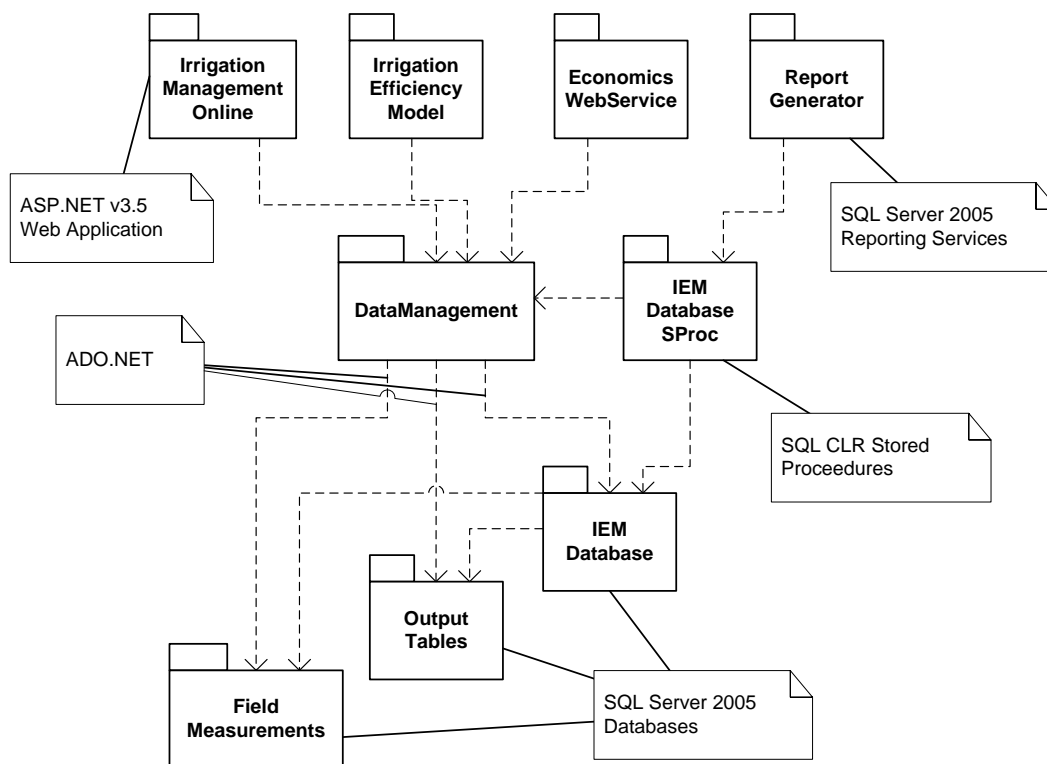 Irrigation
Management
Online
Irrigation
Efficiency
Model
Economics
WebService
Report
Generator
ASP.NET v3.5
Web Application
SQL Server 2005
Reporting Services
DataManagement
IEM
Database
SProc
ADO.NET
SQL CLR Stored
Proceedures
IEM
Database
Output
Tables
Field
Measurements
SQL Server 2005
Databases